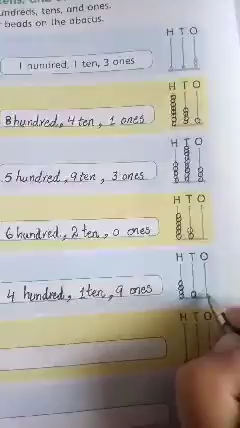 undreds, tens, and ones.
beads on the abacus.
H T O
1 hundred, 1 ten, 3 ones
H T O
8 hundred, 4 ten, 1 ones
H T O
5 hundred, 9 ten, 3 ones
H T O
6 hundred, 2 ten, 0 ones
H T O
4 hundred, 1 ten, 9 ones
H T O